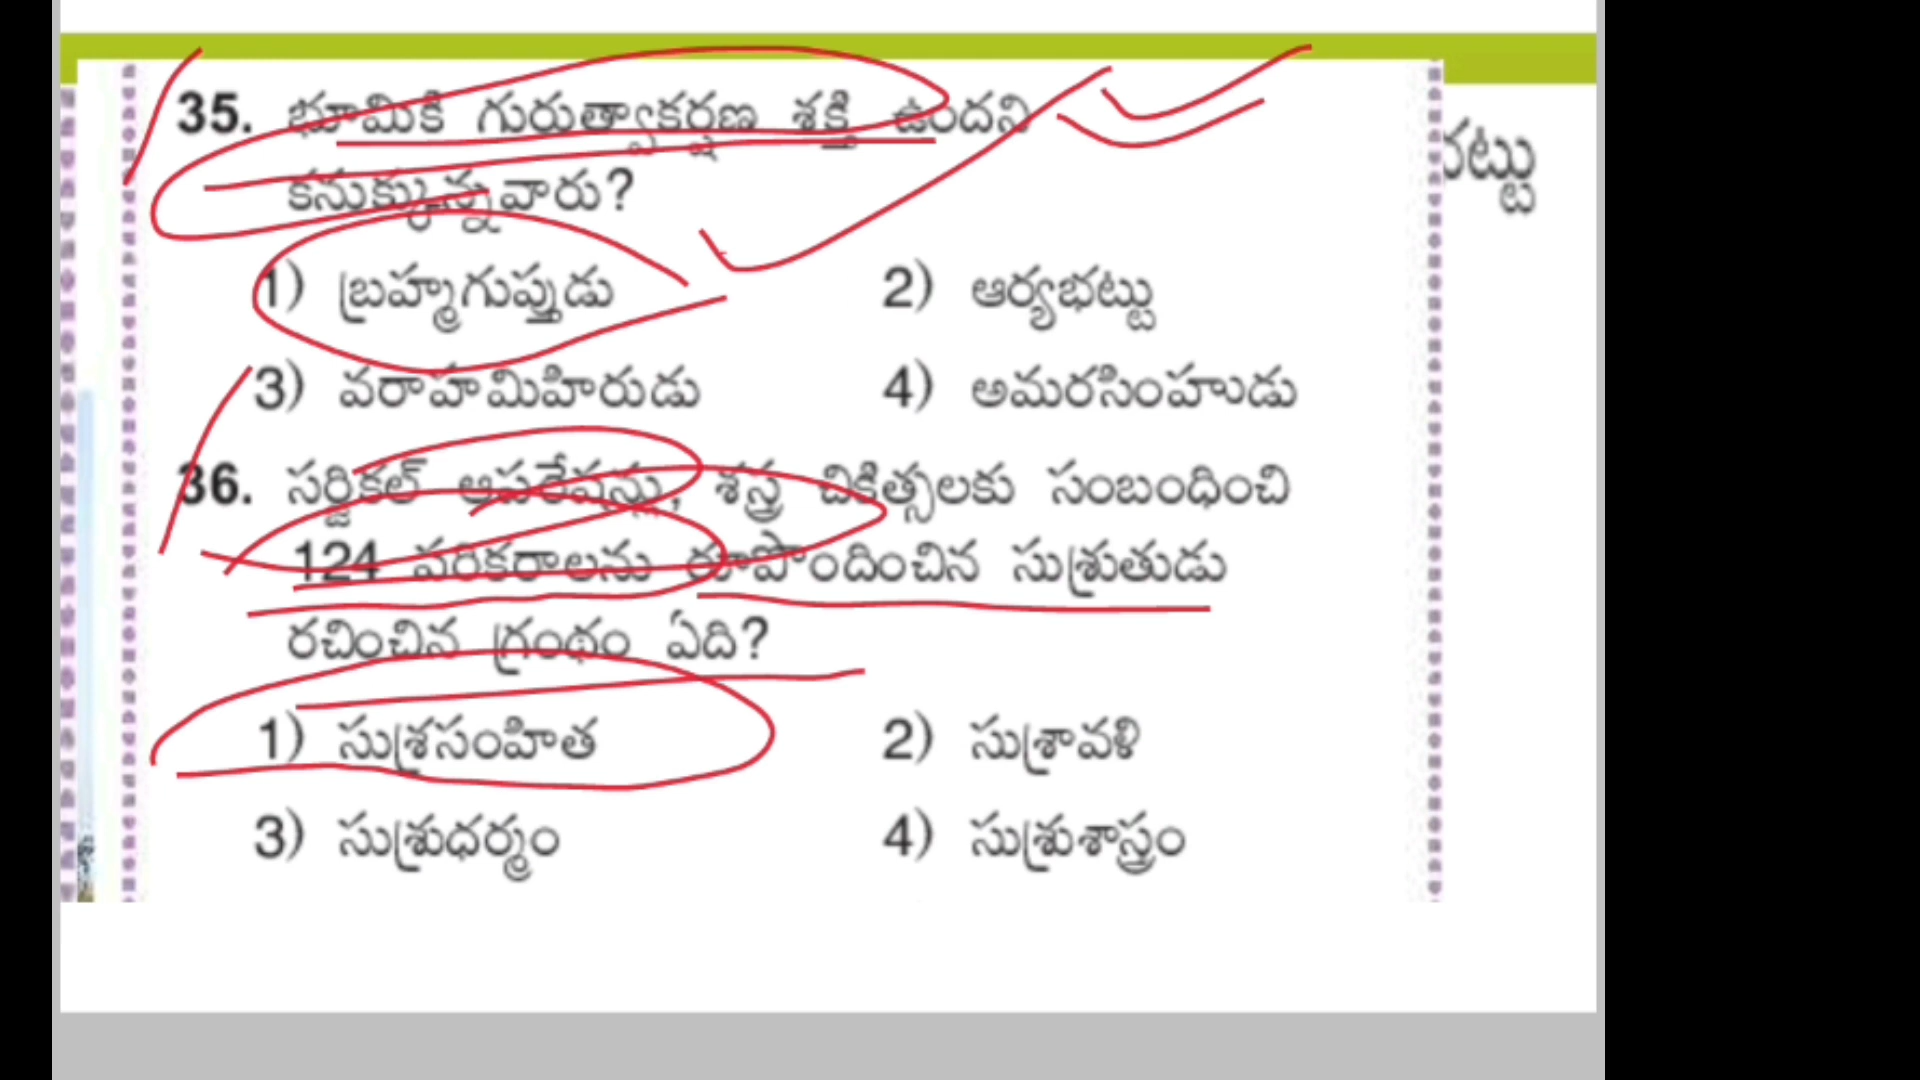 35. భూమికి గురుత్వాకర్షణ శక్తి ఉందని
కనుక్కున్నవారు?
1) బ్రహ్మగుప్తుడు 2) ఆర్యభట్టు
3) వరాహమిహిరుడు 4) అమరసింహుడు
36. సర్జికల్ ఆపరేషన్లు, శస్త్ర చికిత్సలకు సంబంధించి
124 పరికరాలను రూపొందించిన సుశ్రుతుడు
రచించిన గ్రంథం ఏది?
1) సుశ్రసంహిత 2) సుశ్రావళి
3) సుశ్రుధర్మం 4) సుశ్రుశాస్త్రం